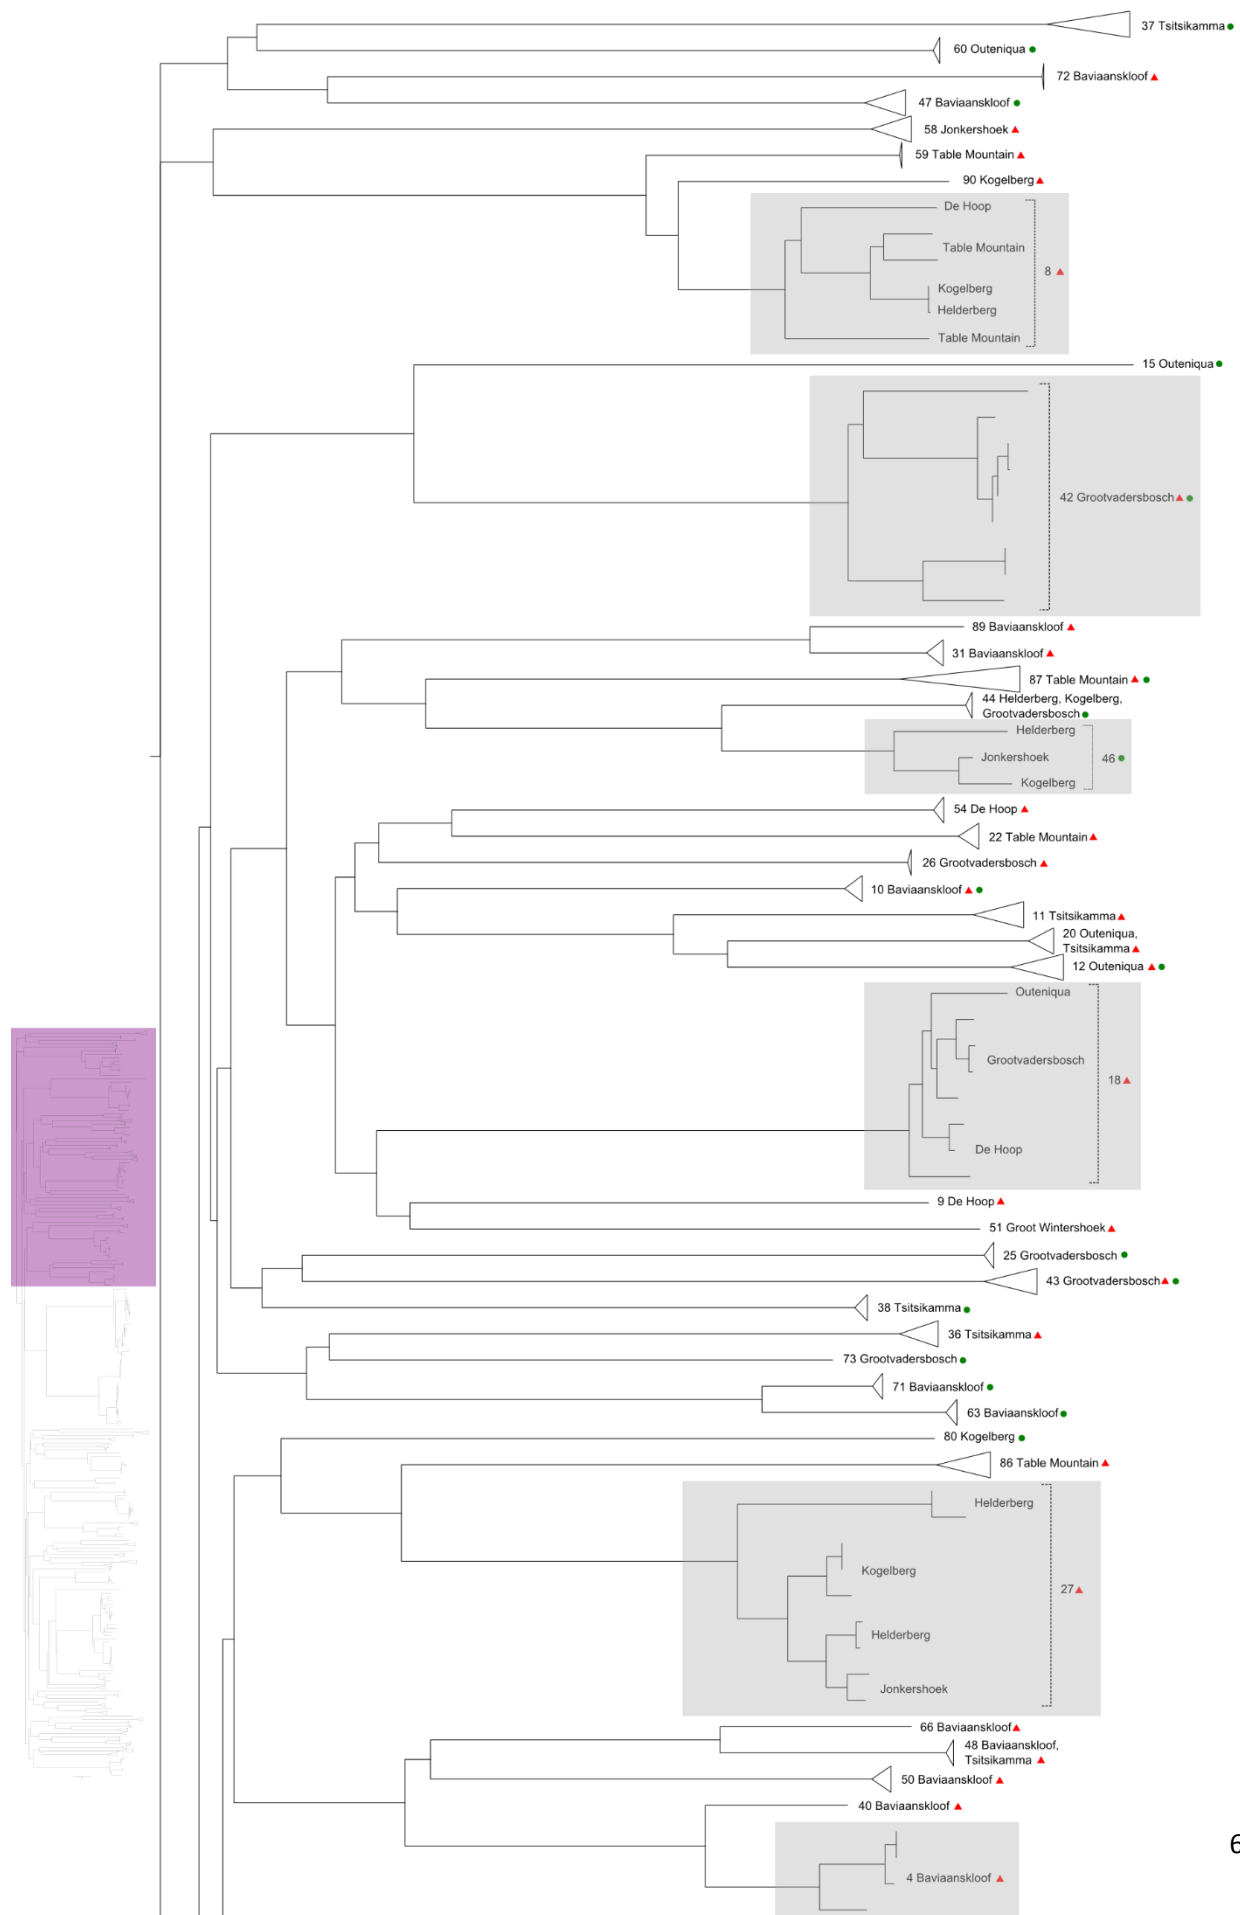 37 Tsitsikamma
60 Outeniqua
72 Baviaanskloof
47 Baviaanskloof
58 Jonkershoek
59 Table Mountain
90 Kogelberg
De Hoop
Table Mountain
8
Kogelberg
Helderberg
Table Mountain
15 Outeniqua
42 Grootvadersbosch
89 Baviaanskloof
31 Baviaanskloof
87 Table Mountain
44 Helderberg, Kogelberg,
Grootvadersbosch
Helderberg
Jonkershoek
46
Kogelberg
54 De Hoop
22 Table Mountain
26 Grootvadersbosch
10 Baviaanskloof
11 Tsitsikamma
20 Outeniqua,
Tsitsikamma
12 Outeniqua
Outeniqua
Grootvadersbosch
18
De Hoop
9 De Hoop
51 Groot Wintershoek
25 Grootvadersbosch
43 Grootvadersbosch
38 Tsitsikamma
36 Tsitsikamma
73 Grootvadersbosch
71 Baviaanskloof
63 Baviaanskloof
80 Kogelberg
86 Table Mountain
Helderberg
Kogelberg
27
Helderberg
Jonkershoek
66 Baviaanskloof
48 Baviaanskloof,
Tsitsikamma
50 Baviaanskloof
40 Baviaanskloof
6
4 Baviaanskloof